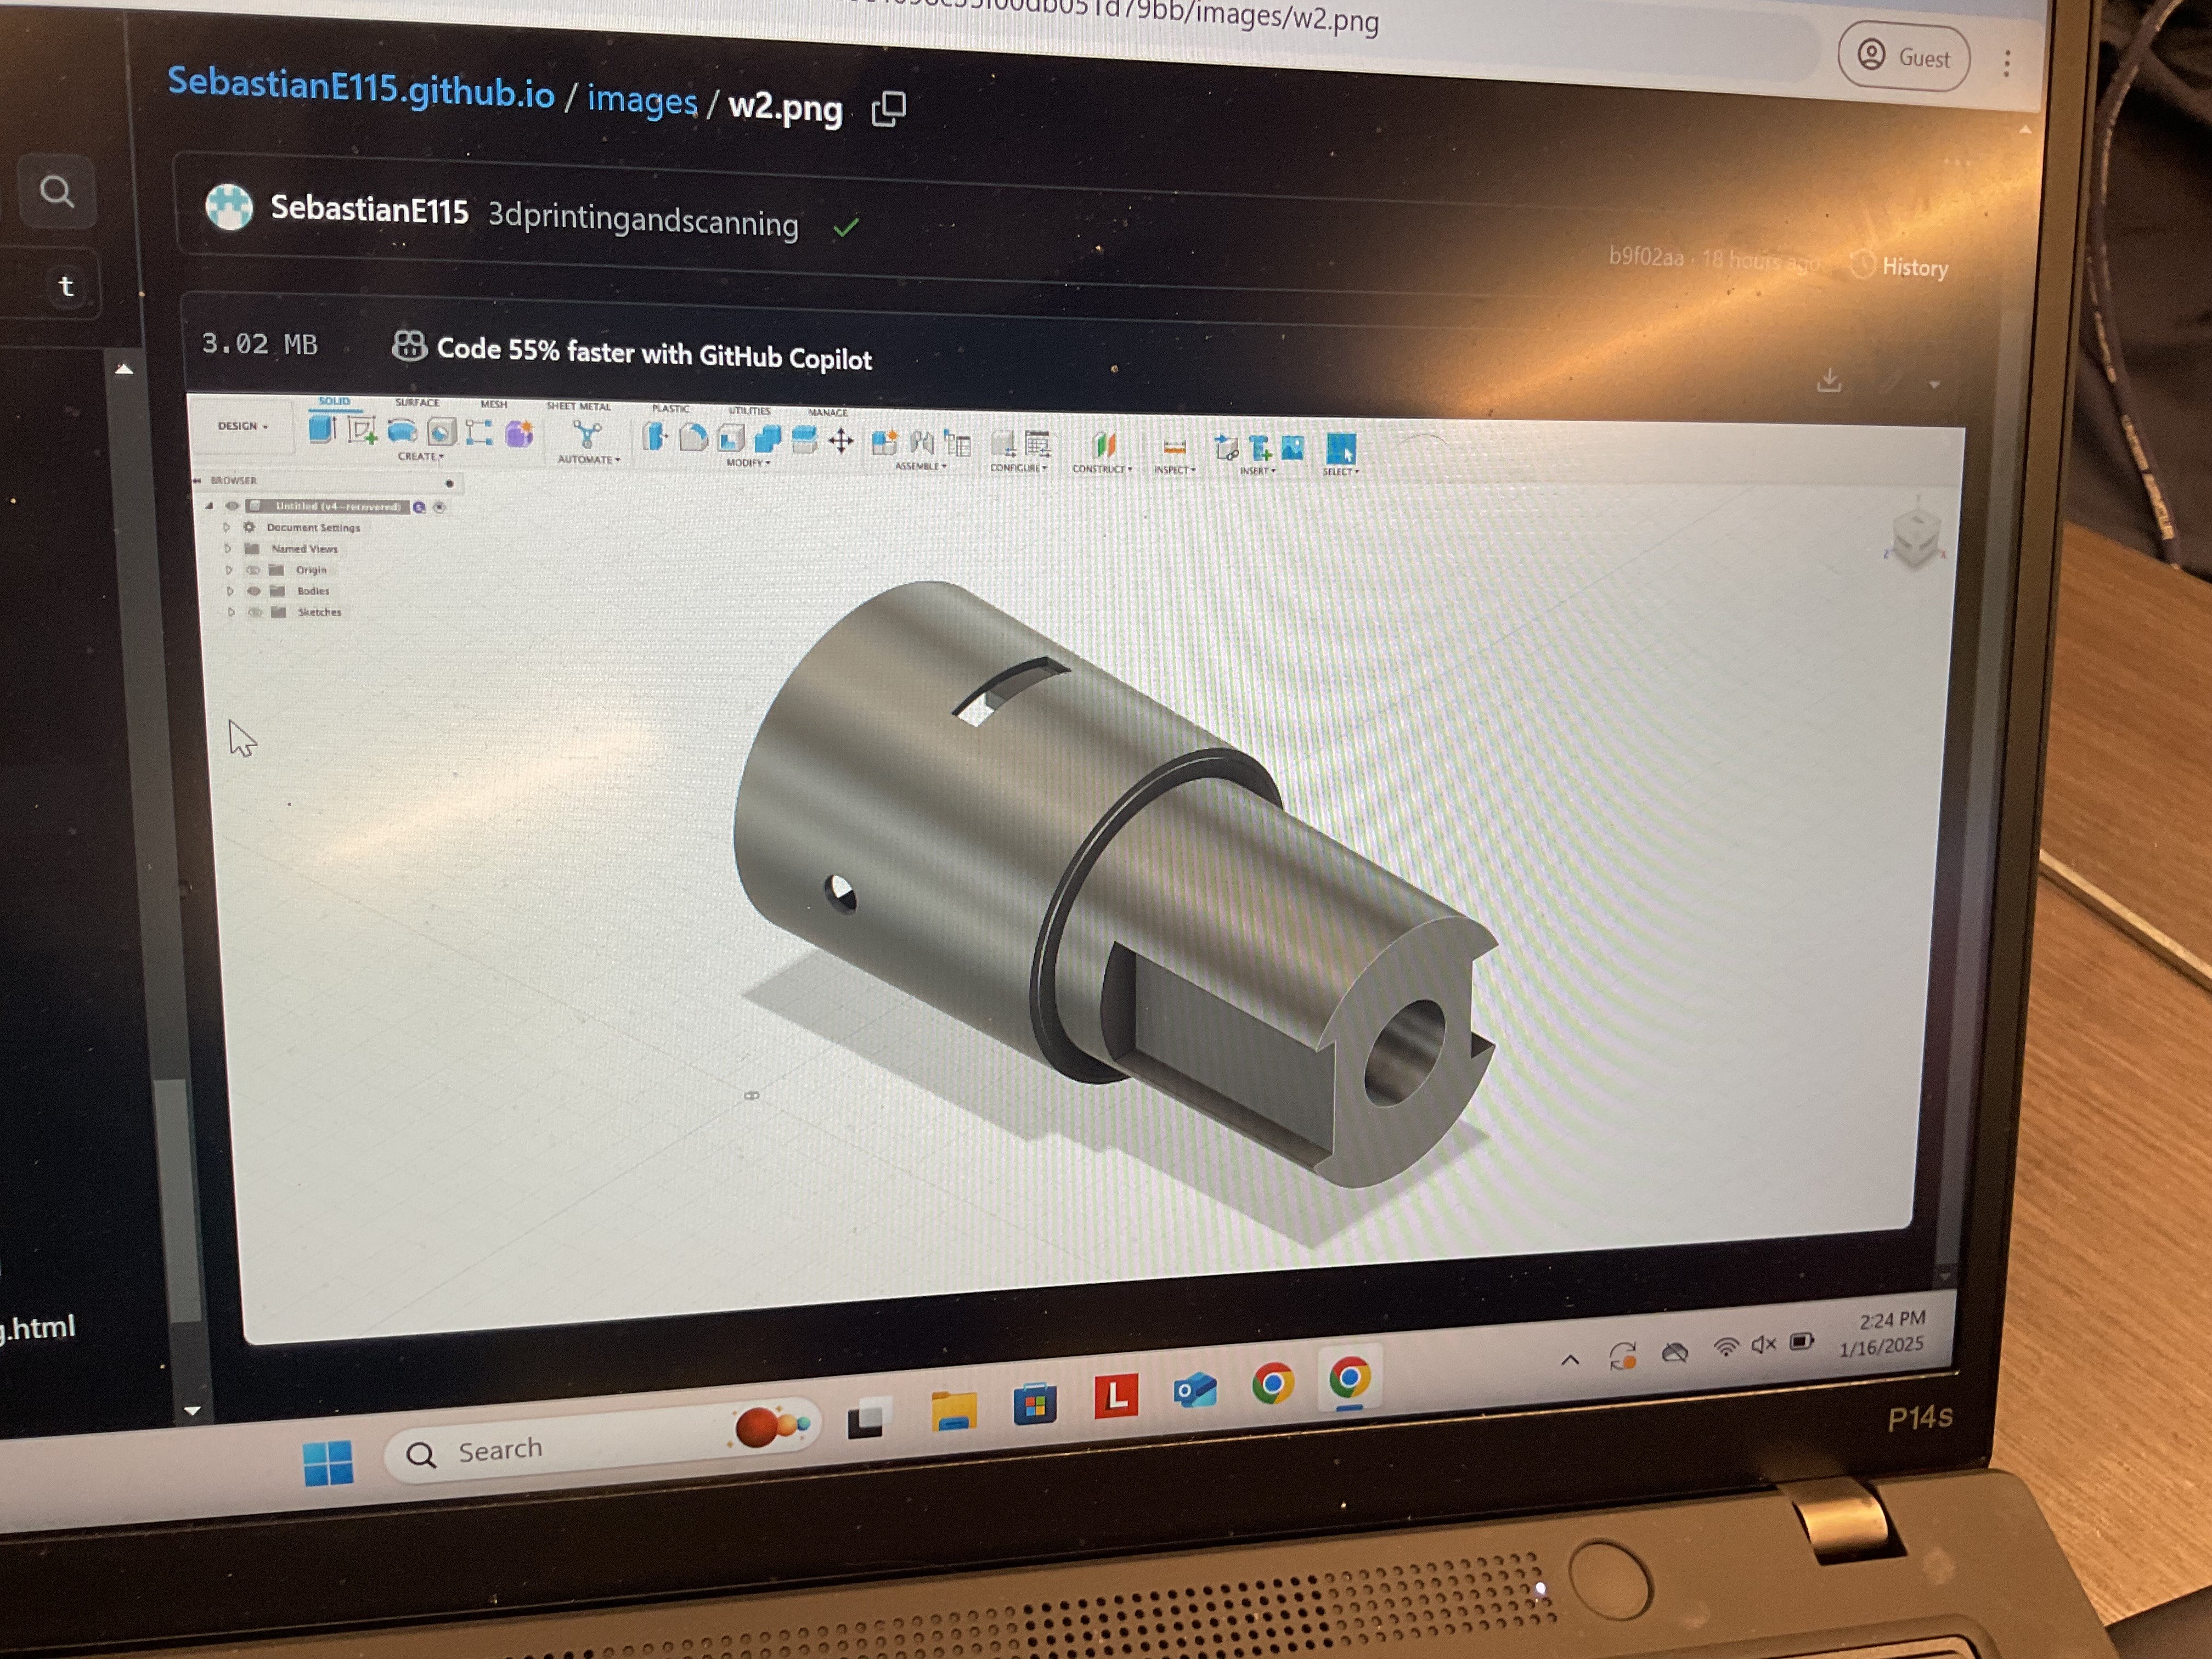 /images/w2.png
Guest
SebastianE115.github.io / images / w2.png
SebastianE115 3dprintingandscanning
b9f02aa · 18 hours ago
History
t
3.02 MB
Code 55% faster with GitHub Copilot
SOLID SURFACE MESH SHEET METAL PLASTIC UTILITIES MANAGE
DESIGN
CREATE AUTOMATE MODIFY ASSEMBLE CONFIGURE CONSTRUCT INSPECT INSERT SELECT
BROWSER
Untitled (v4-recovered)
Document Settings
Named Views
Origin
Bodies
Sketches
.html
2:24 PM
1/16/2025
Search
L
P14s